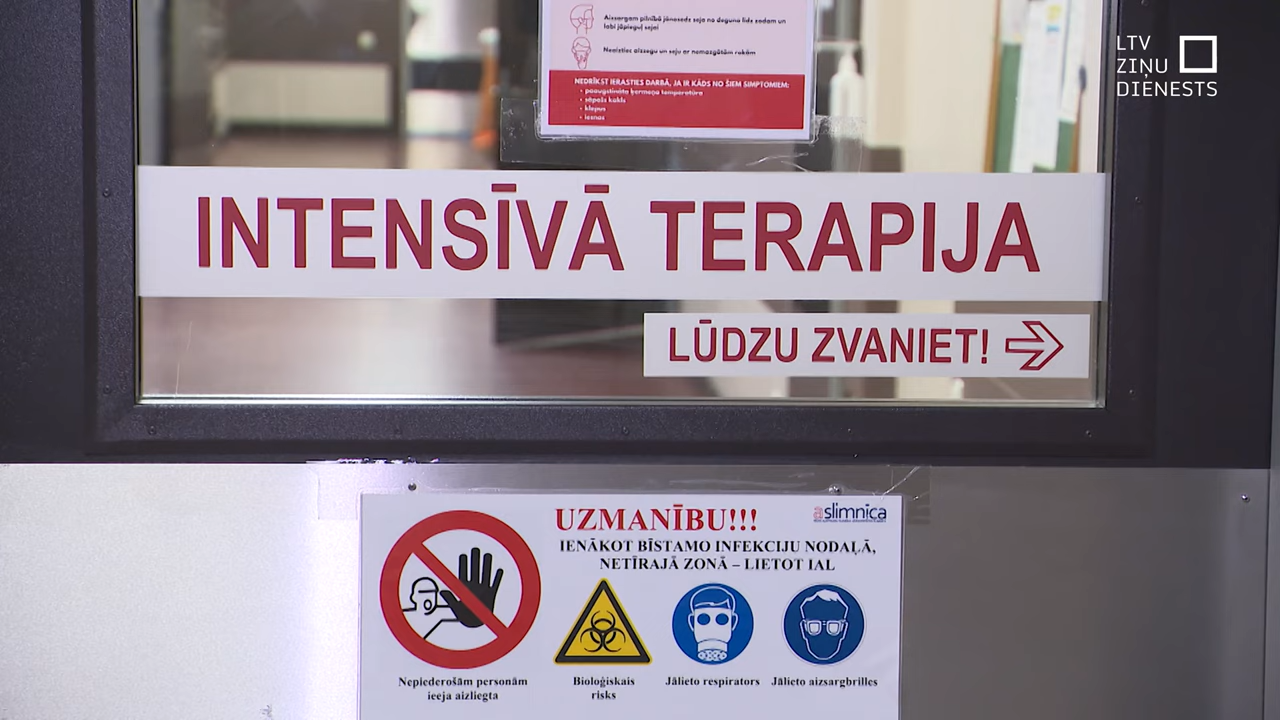 Aizsargam pilnībā jānosedz seja no deguna līdz zodam un
labi jāpieguļ sejai
Neaiztiec aizsegu un seju ar nemazgātām rokām
NEDRĪKST IERASTIES DARBĀ, JA IR KĀDS NO ŠIEM SIMPTOMIEM:
- paaugstināta ķermeņa temperatūra
- sāpošs kakls
- klepus
- iesnas
LTV
ZIŅU
DIENESTS
INTENSĪVĀ TERAPIJA
LŪDZU ZVANIET!
UZMANĪBU!!!
aslimnīca
IENĀKOT BĪSTAMO INFEKCIJU NODAĻĀ,
NETĪRAJĀ ZONĀ – LIETOT IAL
Nepiederošām personām
ieeja aizliegta
Bioloģiskais
risks
Jālieto respirators
Jālieto aizsargbrilles